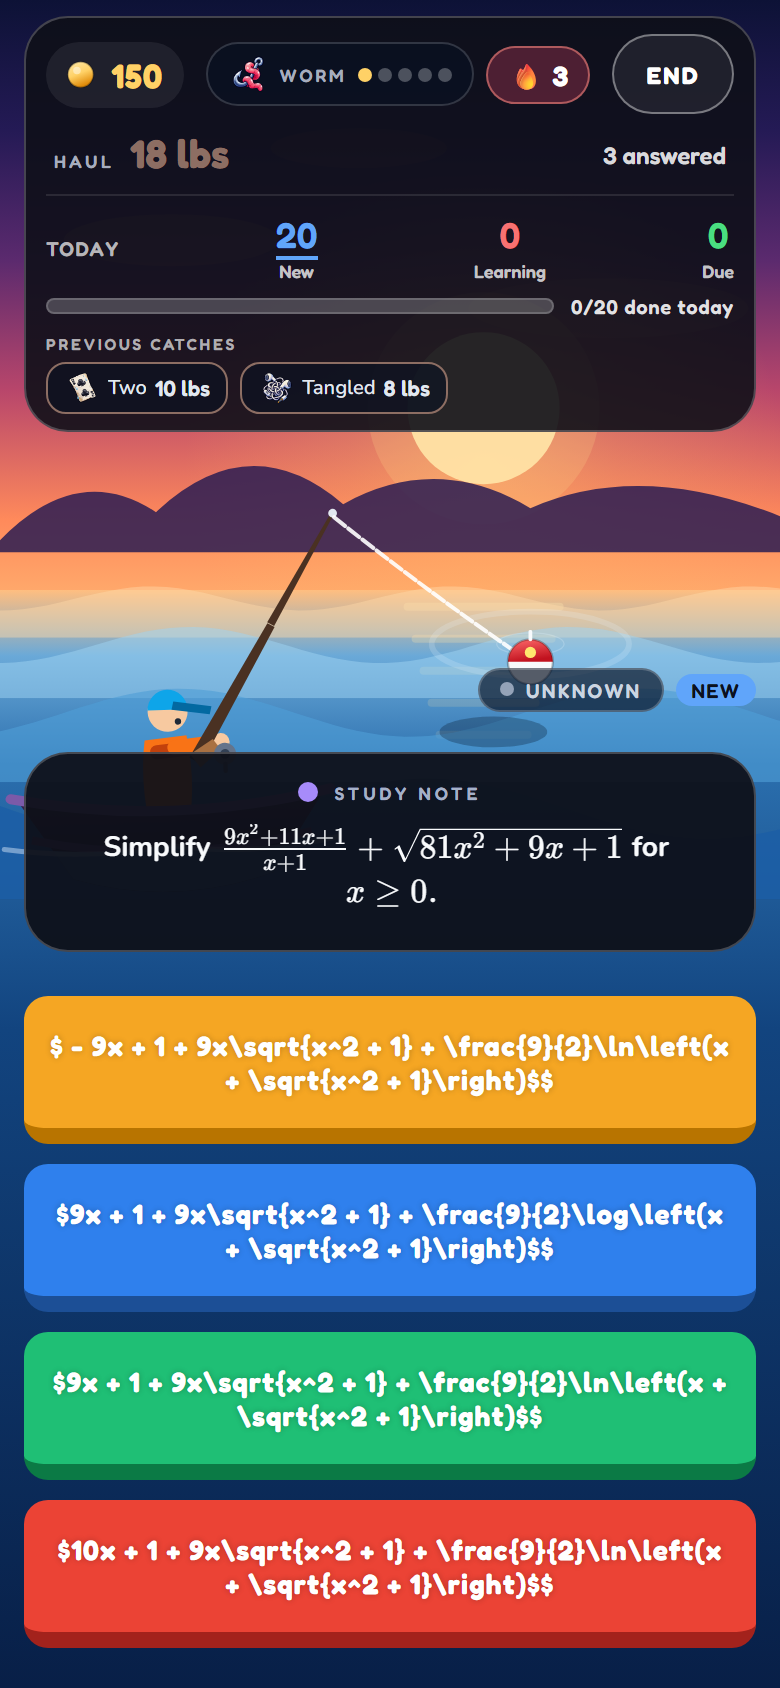 150 WORM 3 END
HAUL 18 lbs 3 answered
TODAY 20 New 0 Learning 0 Due
0/20 done today
PREVIOUS CATCHES
Two 10 lbs Tangled 8 lbs
UNKNOWN NEW
STUDY NOTE
Simplify \frac{9x^2+11x+1}{x+1} + \sqrt{81x^2 + 9x + 1} for
x ≥ 0.
$ - 9x + 1 + 9x\sqrt{x^2 + 1} + \frac{9}{2}\ln\left(x
+ \sqrt{x^2 + 1}\right)$$
$9x + 1 + 9x\sqrt{x^2 + 1} + \frac{9}{2}\log\left(x
+ \sqrt{x^2 + 1}\right)$$
$9x + 1 + 9x\sqrt{x^2 + 1} + \frac{9}{2}\ln\left(x +
\sqrt{x^2 + 1}\right)$$
$10x + 1 + 9x\sqrt{x^2 + 1} + \frac{9}{2}\ln\left(x
+ \sqrt{x^2 + 1}\right)$$